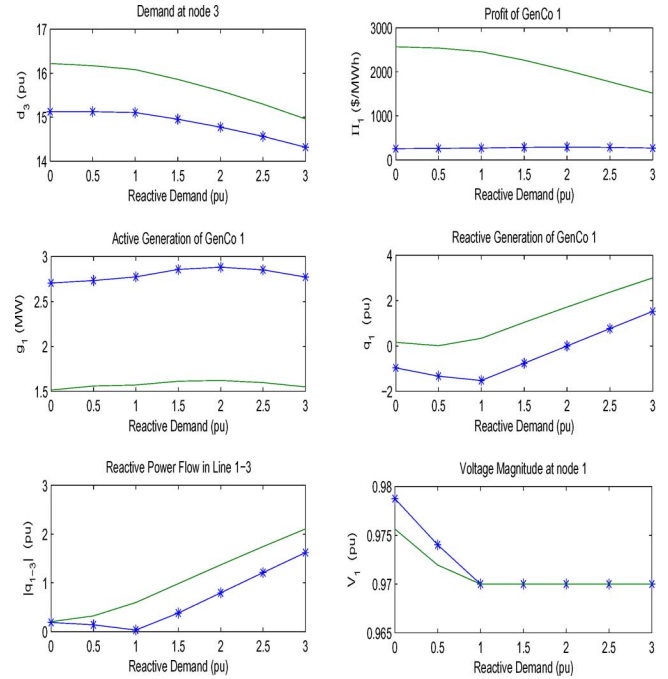 Demand at node 3
17
16
15
14
d3 (pu)
0 0.5 1 1.5 2 2.5 3
Reactive Demand (pu)
Profit of GenCo 1
3000
2000
1000
0
Π1 ($/MWh)
0 0.5 1 1.5 2 2.5 3
Reactive Demand (pu)
Active Generation of GenCo 1
3
2.5
2
1.5
g1 (MW)
0 0.5 1 1.5 2 2.5 3
Reactive Demand (pu)
Reactive Generation of GenCo 1
4
2
0
−2
q1 (pu)
0 0.5 1 1.5 2 2.5 3
Reactive Demand (pu)
Reactive Power Flow in Line 1−3
3
2
1
0
|q1−3| (pu)
0 0.5 1 1.5 2 2.5 3
Reactive Demand (pu)
Voltage Magnitude at node 1
0.98
0.975
0.97
0.965
V1 (pu)
0 0.5 1 1.5 2 2.5 3
Reactive Demand (pu)